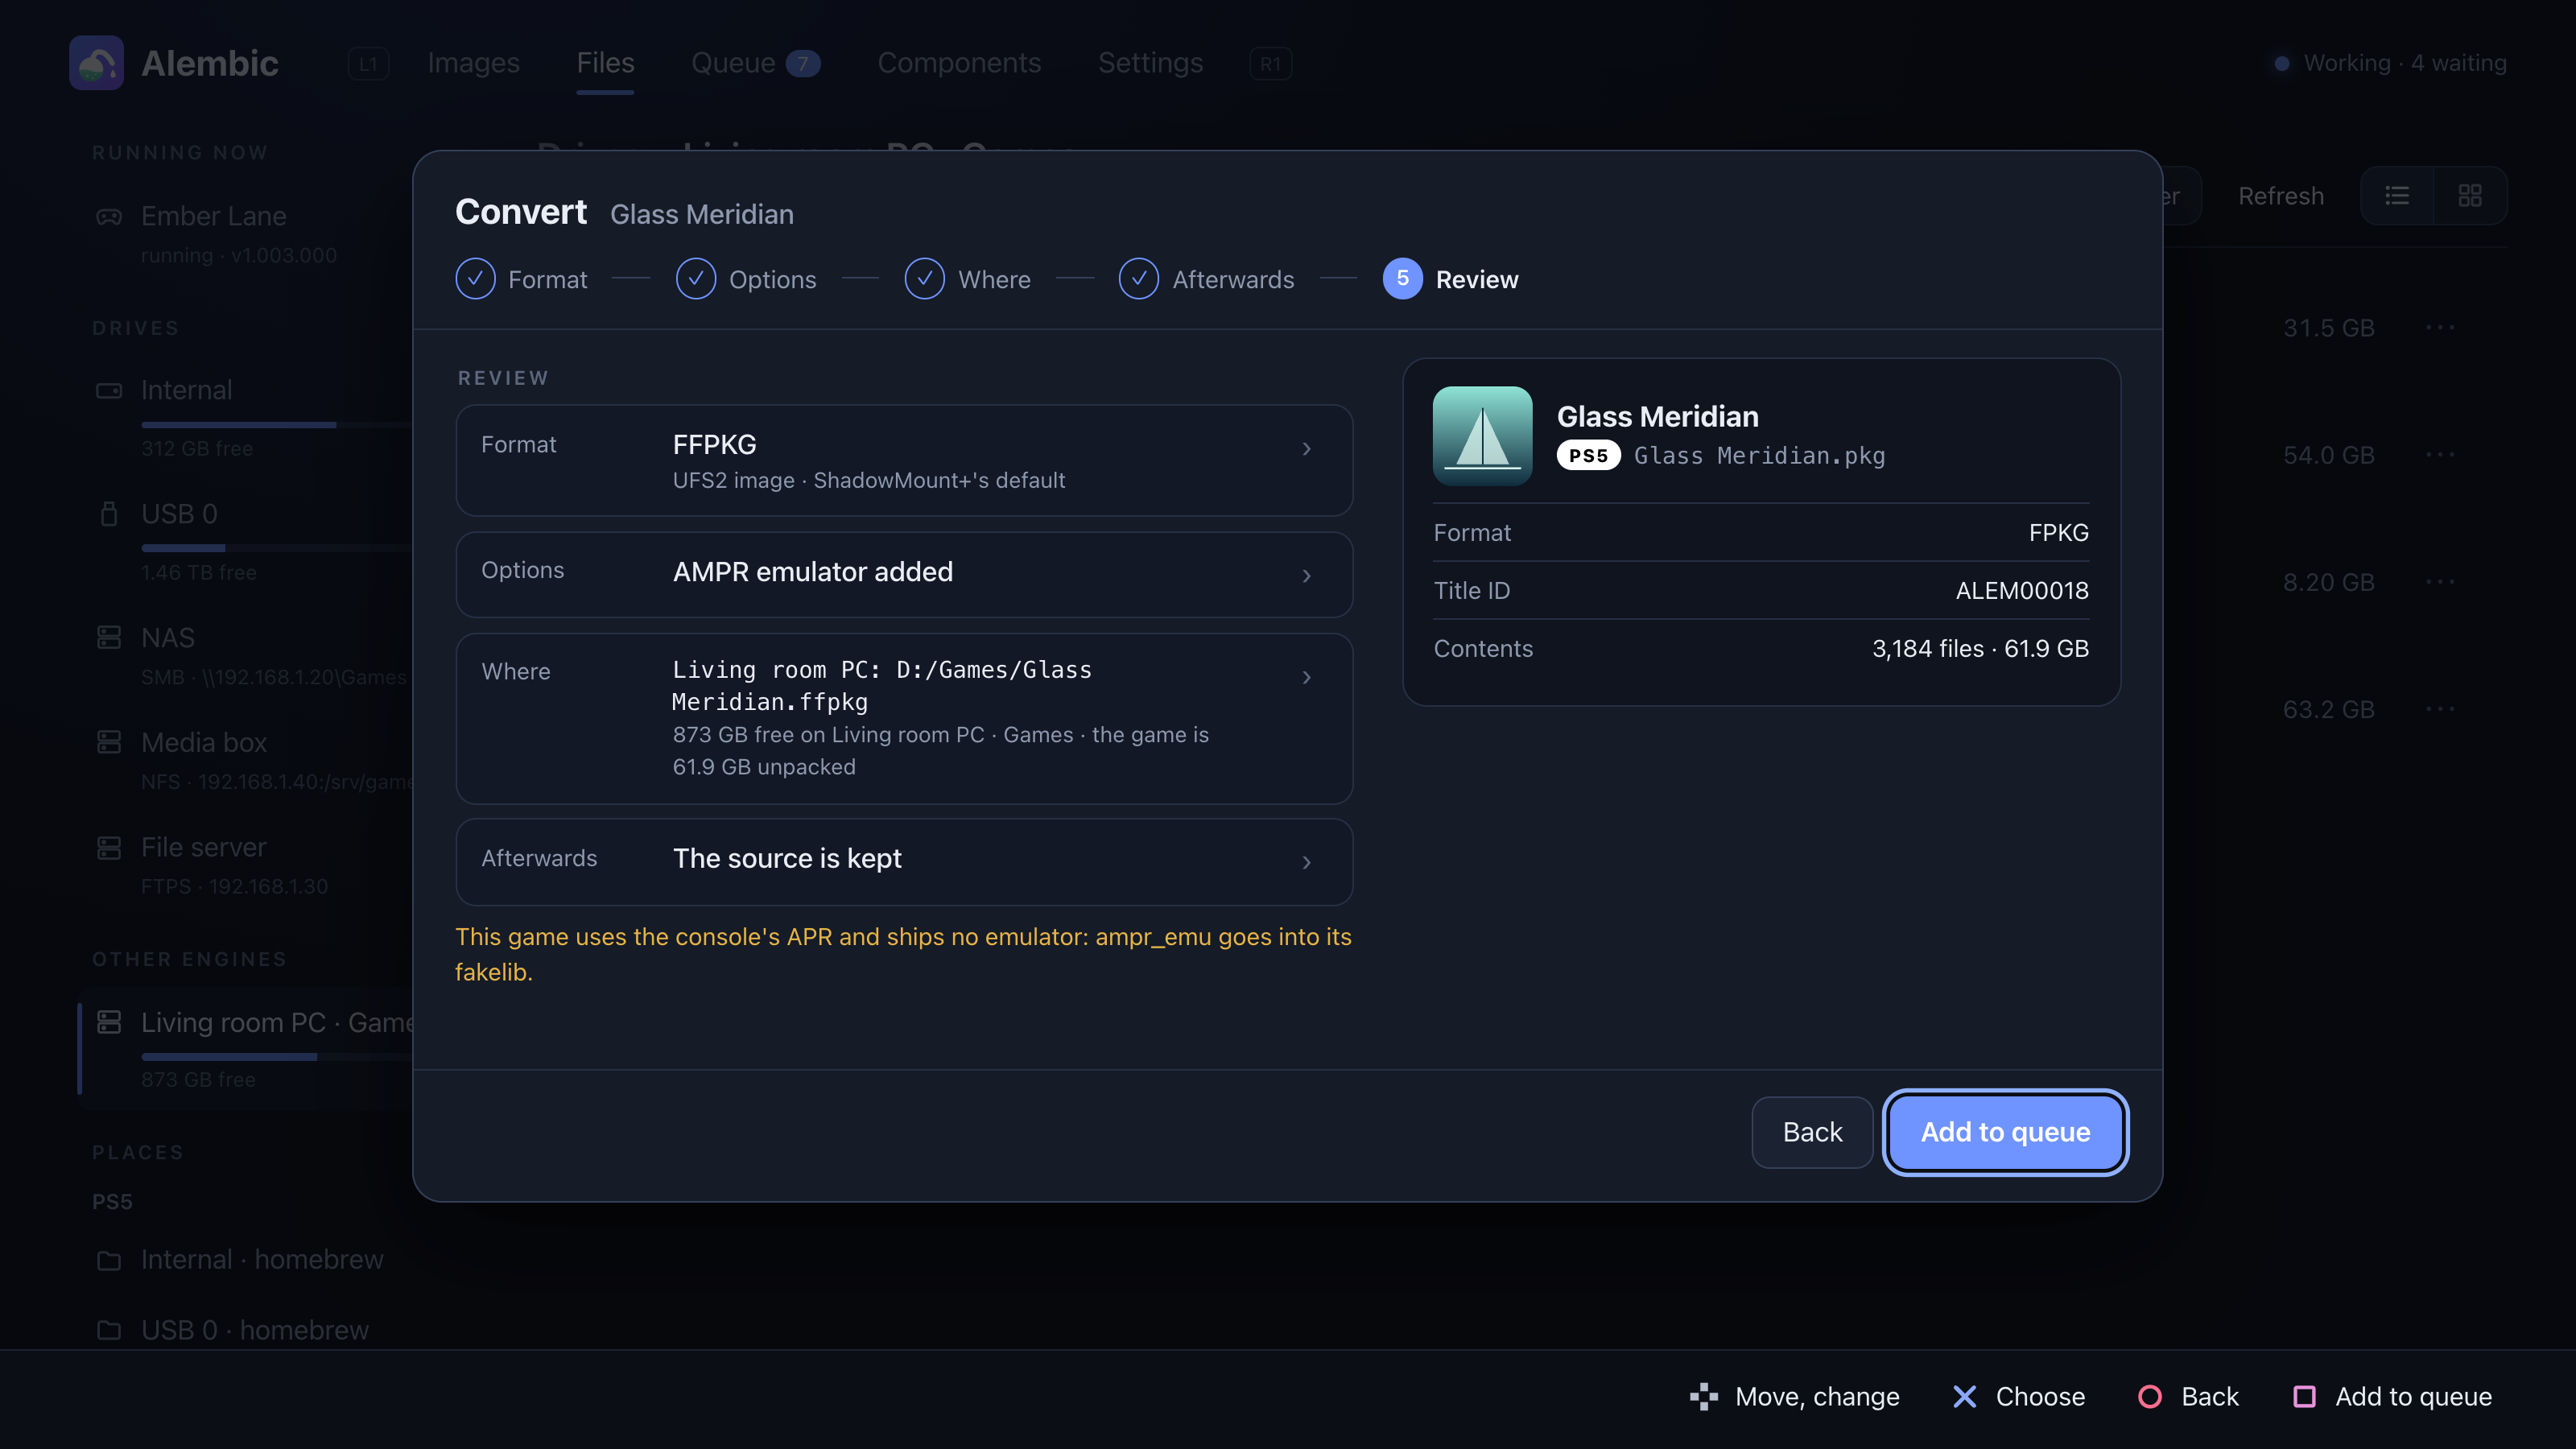 Alembic
L1
Images
Files
Queue 7
Components
Settings
R1
Working · 4 waiting
RUNNING NOW
Ember Lane
running · v1.003.000
DRIVES
Internal
312 GB free
USB 0
1.46 TB free
NAS
SMB · \\192.168.1.20\Games
Media box
NFS · 192.168.1.40:/srv/game
File server
FTPS · 192.168.1.30
OTHER ENGINES
Living room PC · Game
873 GB free
PLACES
PS5
Internal · homebrew
USB 0 · homebrew
Refresh
31.5 GB
54.0 GB
8.20 GB
63.2 GB
Convert Glass Meridian
Format
Options
Where
Afterwards
5 Review
REVIEW
Format
FFPKG
UFS2 image · ShadowMount+'s default
Options
AMPR emulator added
Where
Living room PC: D:/Games/Glass
Meridian.ffpkg
873 GB free on Living room PC · Games · the game is
61.9 GB unpacked
Afterwards
The source is kept
This game uses the console's APR and ships no emulator: ampr_emu goes into its
fakelib.
Glass Meridian
PS5 Glass Meridian.pkg
Format FPKG
Title ID ALEM00018
Contents 3,184 files · 61.9 GB
Back
Add to queue
Move, change
Choose
Back
Add to queue